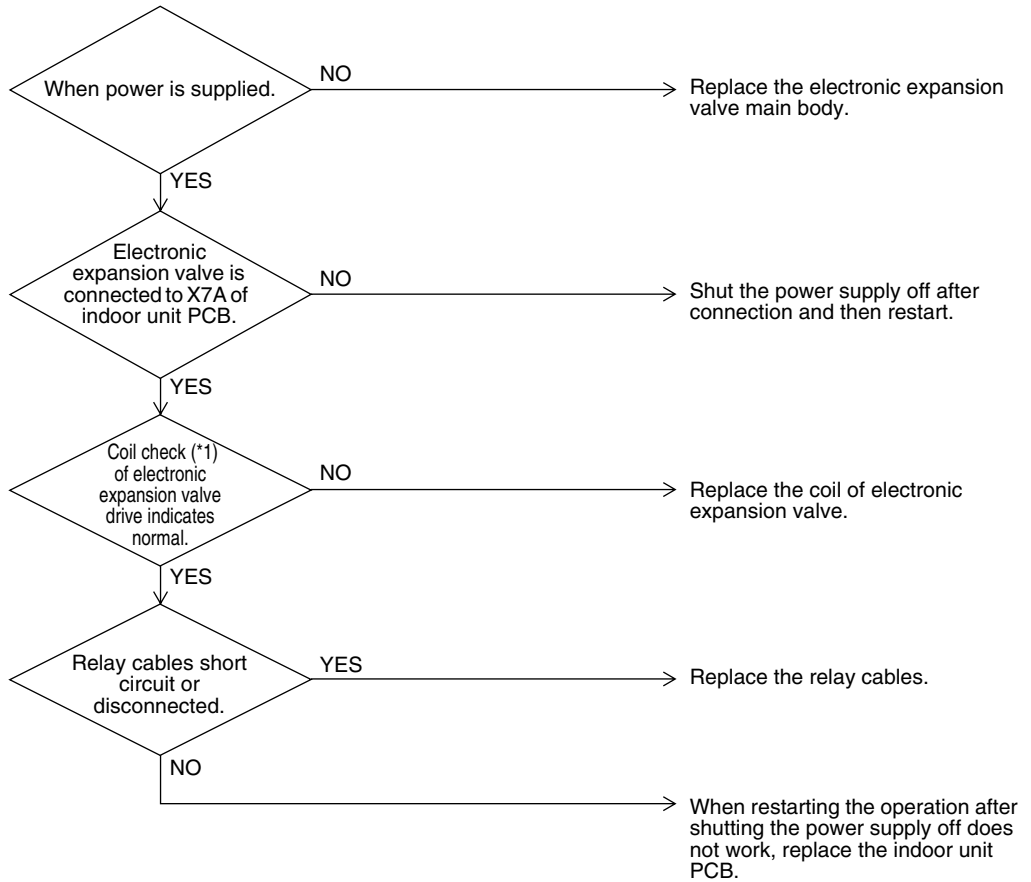 When power is supplied.
NO
Replace the electronic expansion
valve main body.
YES
Electronic
expansion valve is
connected to X7A of
indoor unit PCB.
NO
Shut the power supply off after
connection and then restart.
YES
Coil check (*1)
of electronic
expansion valve
drive indicates
normal.
NO
Replace the coil of electronic
expansion valve.
YES
Relay cables short
circuit or
disconnected.
YES
Replace the relay cables.
NO
When restarting the operation after
shutting the power supply off does
not work, replace the indoor unit
PCB.